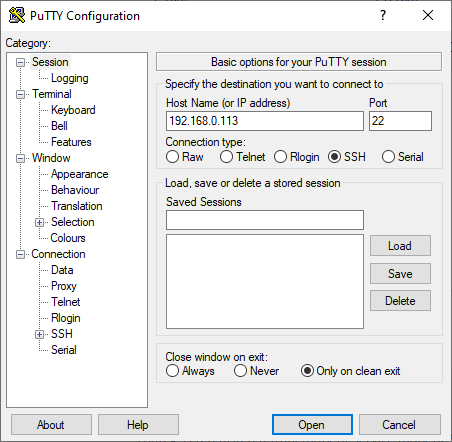 PuTTY Configuration
? ×
Category:
Session
Logging
Terminal
Keyboard
Bell
Features
Window
Appearance
Behaviour
Translation
Selection
Colours
Connection
Data
Proxy
Telnet
Rlogin
SSH
Serial
Basic options for your PuTTY session
Specify the destination you want to connect to
Host Name (or IP address) Port
192.168.0.113 22
Connection type:
Raw Telnet Rlogin SSH Serial
Load, save or delete a stored session
Saved Sessions
Load
Save
Delete
Close window on exit:
Always Never Only on clean exit
About Help Open Cancel